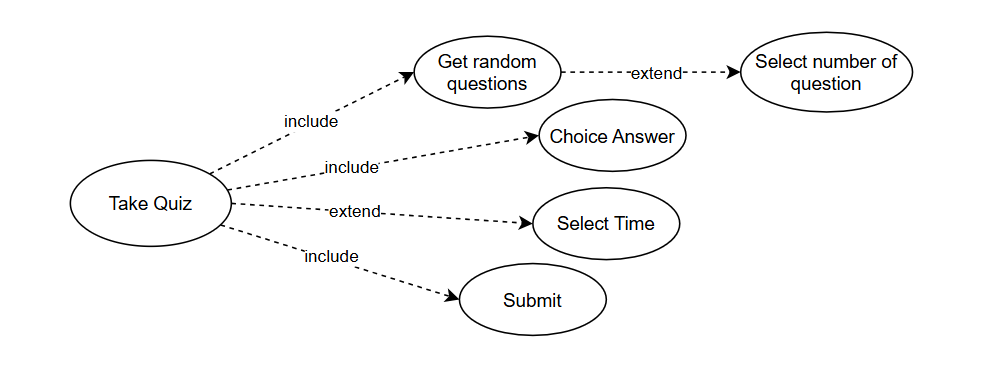 Get random
questions
extend
Select number of
question
include
Choice Answer
include
Take Quiz
extend
Select Time
include
Submit